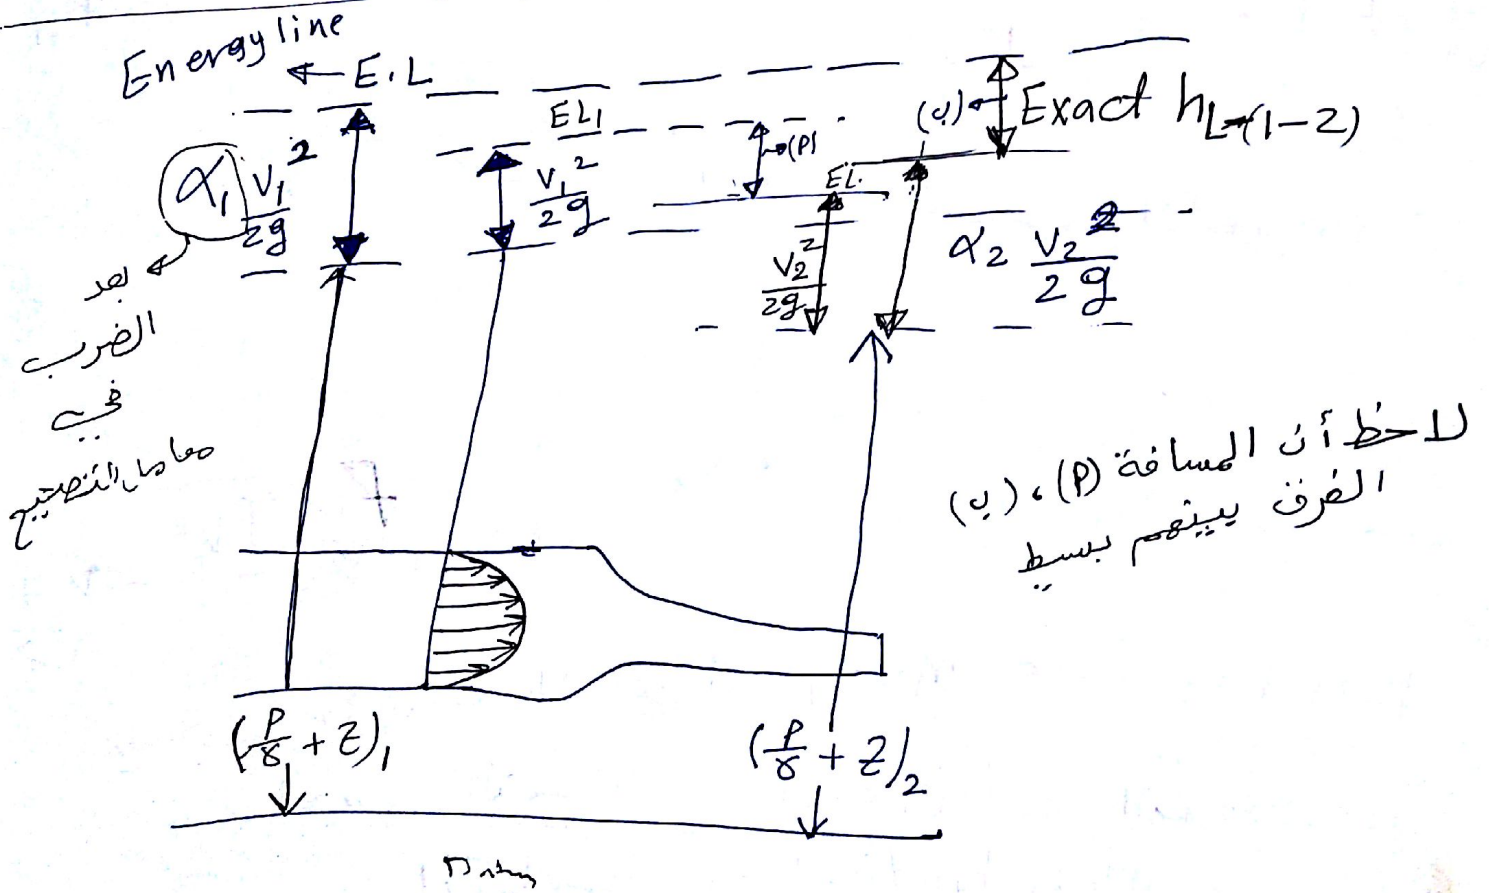 Energy line
← E.L
EL1
α₁ V₁²/2g
V₁²/2g
(P)
(ب)
Exact hL-(1-2)
EL.
V₂²/2g
α₂ V₂²/2g
بعد
الضرب
في
معامل التصحيح
لاحظ أن المسافة (P)، (ب)
الفرق بينهم بسيط
(P/γ + Z)₁
(P/γ + Z)₂